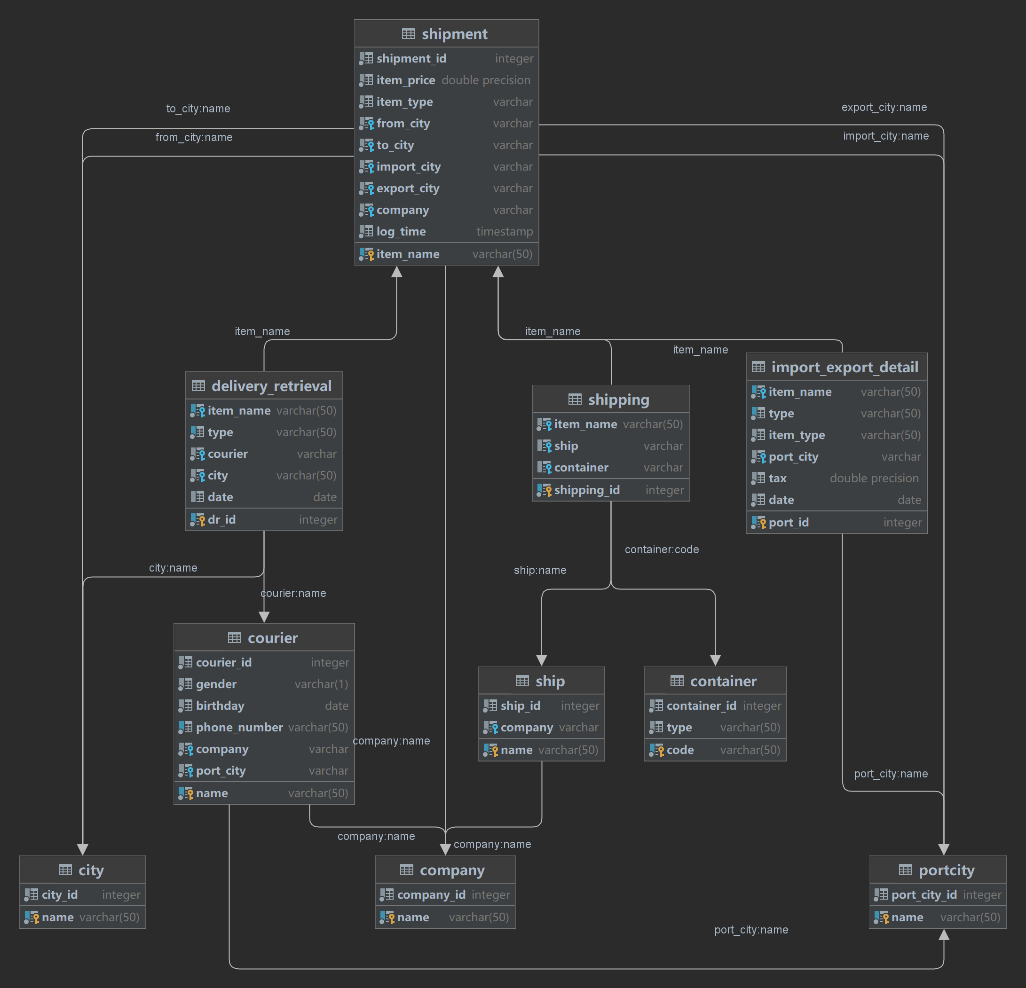 shipment
shipment_id integer
item_price double precision
item_type varchar
from_city varchar
to_city varchar
import_city varchar
export_city varchar
company varchar
log_time timestamp
item_name varchar(50)
to_city:name
from_city:name
export_city:name
import_city:name
item_name
item_name
item_name
delivery_retrieval
item_name varchar(50)
type varchar(50)
courier varchar
city varchar(50)
date date
dr_id integer
shipping
item_name varchar(50)
ship varchar
container varchar
shipping_id integer
import_export_detail
item_name varchar(50)
type varchar(50)
item_type varchar(50)
port_city varchar
tax double precision
date date
port_id integer
city:name
courier:name
ship:name
container:code
courier
courier_id integer
gender varchar(1)
birthday date
phone_number varchar(50)
company varchar
port_city varchar
name varchar(50)
company:name
ship
ship_id integer
company varchar
name varchar(50)
container
container_id integer
type varchar(50)
code varchar(50)
port_city:name
company:name
company:name
city
city_id integer
name varchar(50)
company
company_id integer
name varchar(50)
portcity
port_city_id integer
name varchar(50)
port_city:name